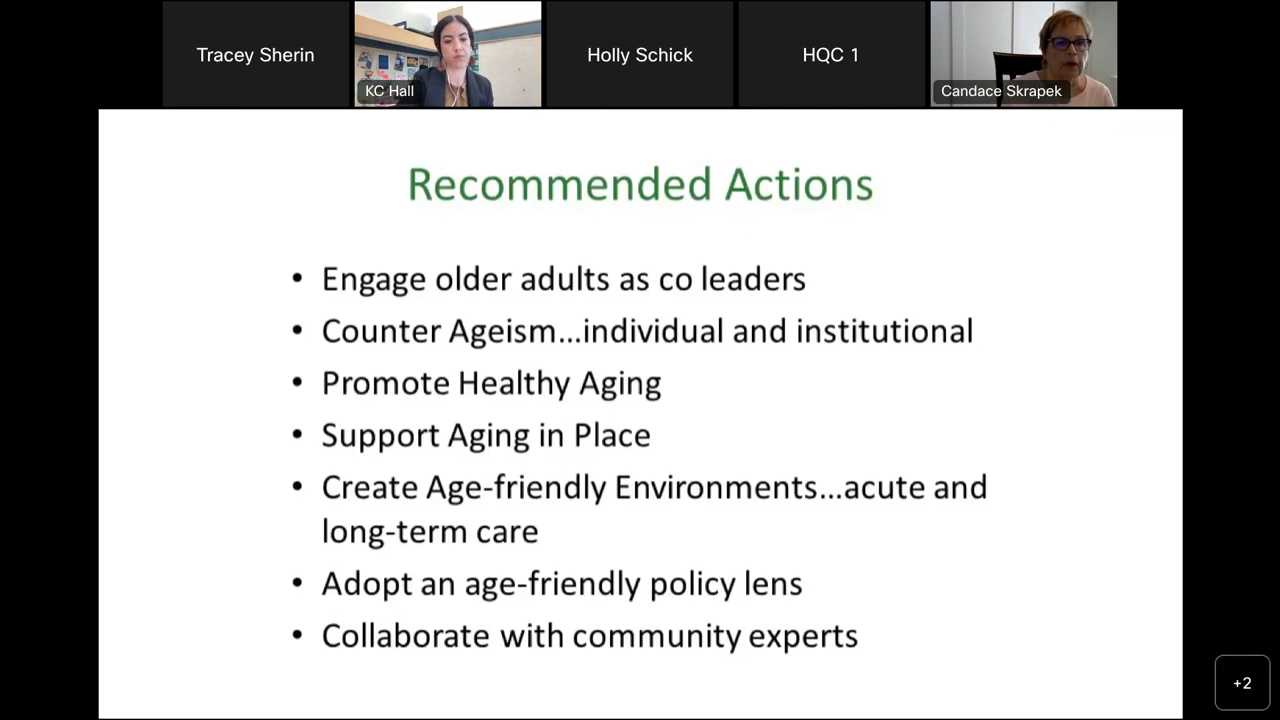 Tracey Sherin
KC Hall
Holly Schick
HQC 1
Candace Skrapek
Recommended Actions
• Engage older adults as co leaders
• Counter Ageism...individual and institutional
• Promote Healthy Aging
• Support Aging in Place
• Create Age-friendly Environments...acute and
long-term care
• Adopt an age-friendly policy lens
• Collaborate with community experts
+2